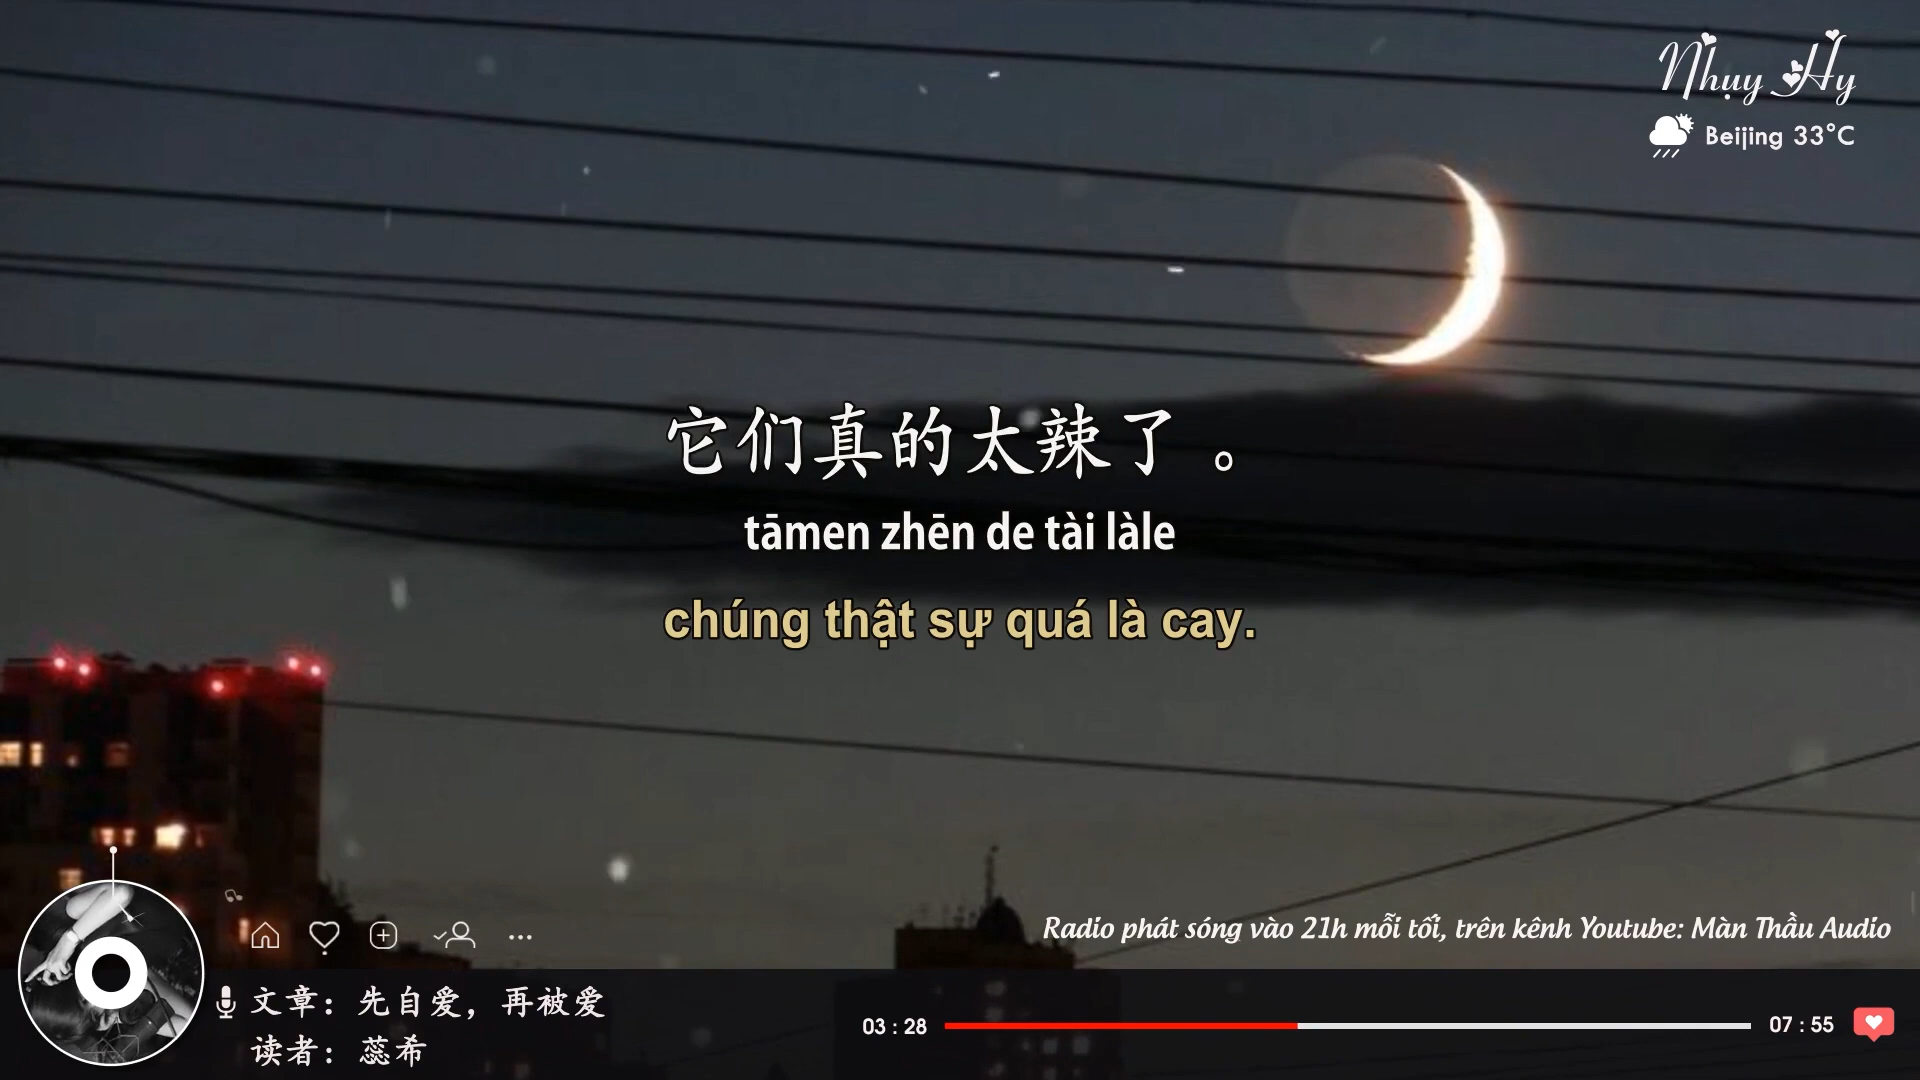 Nhụy Hy
Beijing 33°C
它们真的太辣了 。
tāmen zhēn de tài làle
chúng thật sự quá là cay.
Radio phát sóng vào 21h mỗi tối, trên kênh Youtube: Màn Thầu Audio
文章：先自爱，再被爱
读者：蕊希
03 : 28
07 : 55